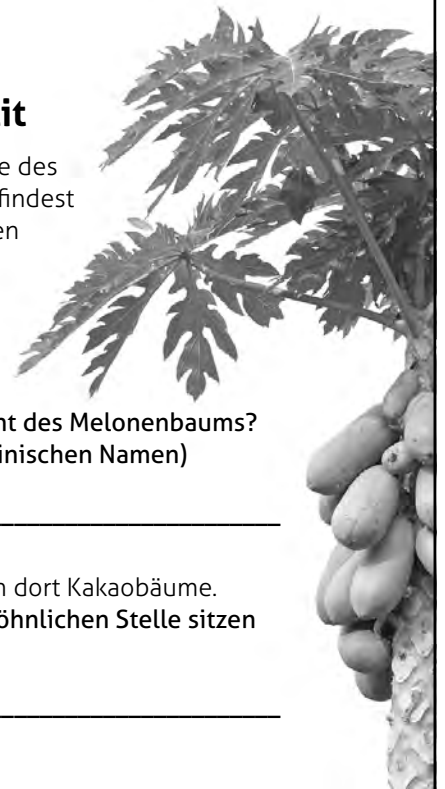 it
e des
findest
en
nt des Melonenbaums?
inischen Namen)
n dort Kakaobäume.
öhnlichen Stelle sitzen